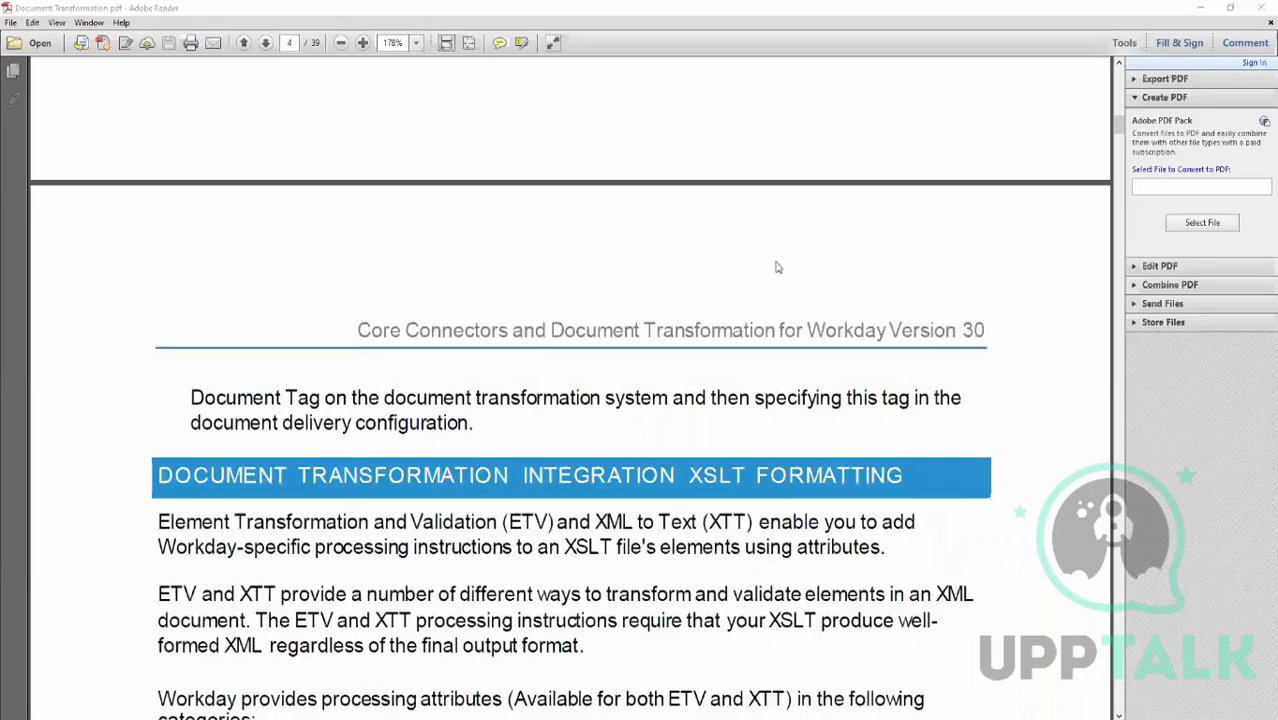 Document Transformation.pdf - Adobe Reader
File Edit View Window Help
Open 4 / 39 178% Tools Fill & Sign Comment
Sign In
Export PDF
Create PDF
Adobe PDF Pack
Convert files to PDF and easily combine
them with other file types with a paid
subscription.
Select File to Convert to PDF:
Select File
Edit PDF
Combine PDF
Send Files
Store Files
Core Connectors and Document Transformation for Workday Version 30
Document Tag on the document transformation system and then specifying this tag in the
document delivery configuration.
DOCUMENT TRANSFORMATION INTEGRATION XSLT FORMATTING
Element Transformation and Validation (ETV) and XML to Text (XTT) enable you to add
Workday-specific processing instructions to an XSLT file's elements using attributes.
ETV and XTT provide a number of different ways to transform and validate elements in an XML
document. The ETV and XTT processing instructions require that your XSLT produce well-
formed XML regardless of the final output format.
Workday provides processing attributes (Available for both ETV and XTT) in the following
categories:
UPPTALK